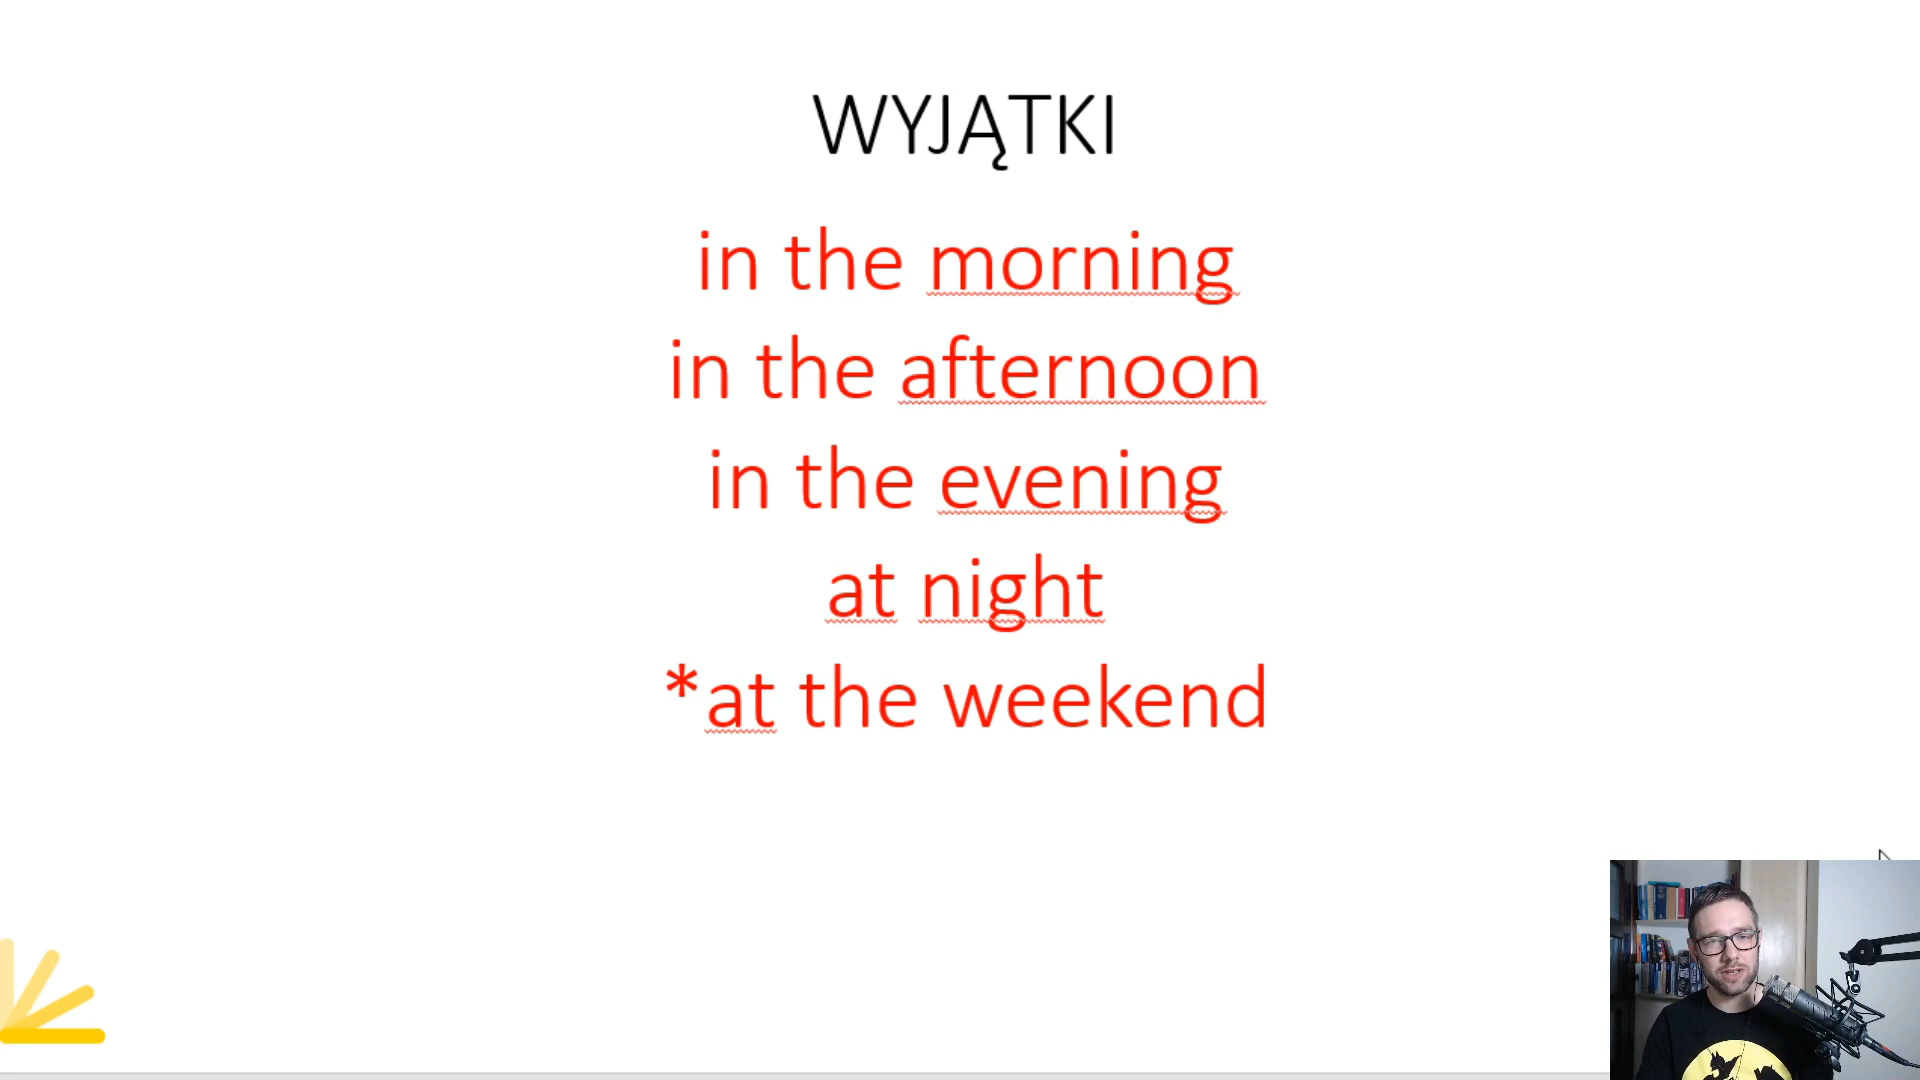 WYJĄTKI
in the morning
in the afternoon
in the evening
at night
*at the weekend